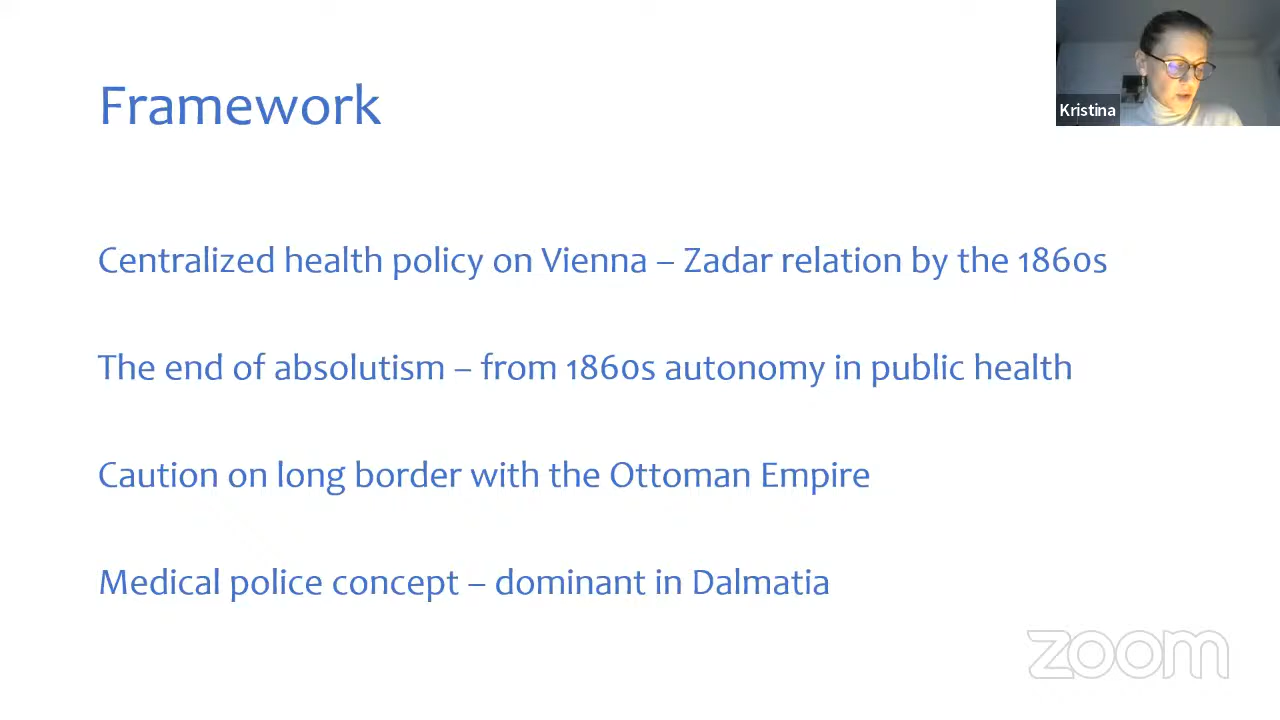 Framework
Kristina
Centralized health policy on Vienna – Zadar relation by the 1860s
The end of absolutism – from 1860s autonomy in public health
Caution on long border with the Ottoman Empire
Medical police concept – dominant in Dalmatia
zoom